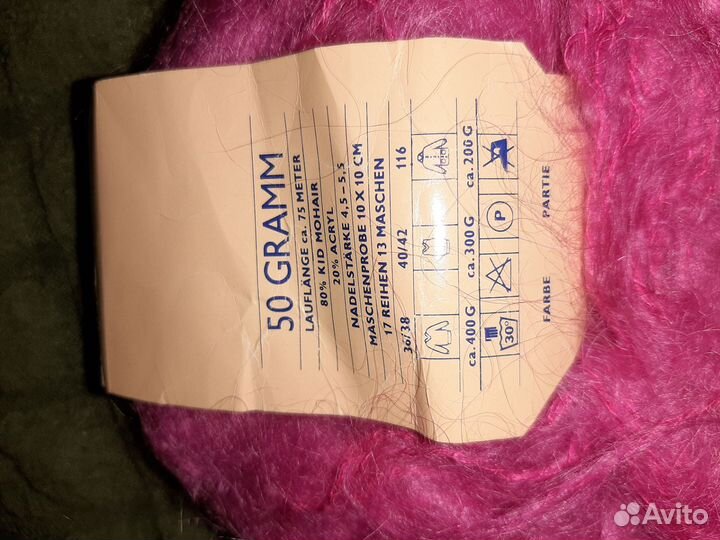 50 GRAMM
LAUFLÄNGE ca. 75 METER
80% KID MOHAIR
20% ACRYL
NADELSTÄRKE 4,5 – 5,5
MASCHENPROBE 10 X 10 CM
17 REIHEN 13 MASCHEN
36/38 40/42 116
ca. 400 G ca. 300 G ca. 200 G
30° P
FARBE PARTIE
Avito